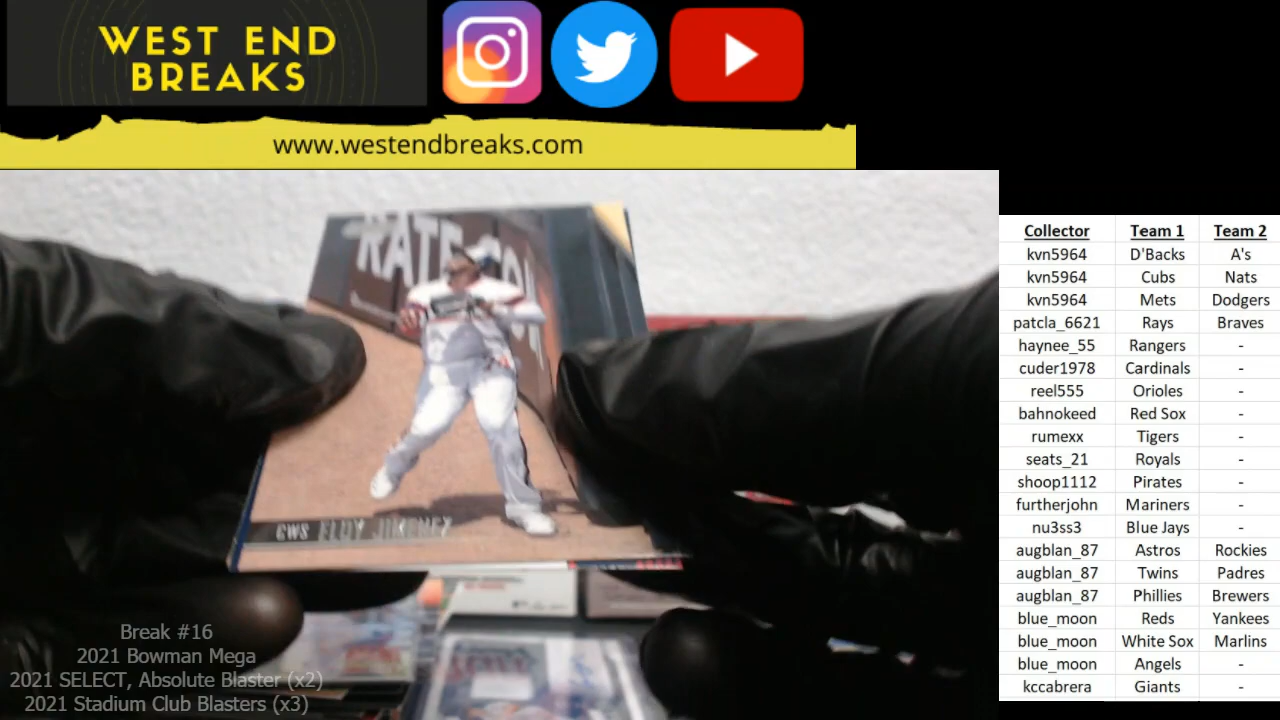 WEST END
BREAKS
www.westendbreaks.com
RATE
CWS ELOY JIMENEZ
Collector Team 1 Team 2
kvn5964 D'Backs A's
kvn5964 Cubs Nats
kvn5964 Mets Dodgers
patcla_6621 Rays Braves
haynee_55 Rangers -
cuder1978 Cardinals -
reel555 Orioles -
bahnokeed Red Sox -
rumexx Tigers -
seats_21 Royals -
shoop1112 Pirates -
furtherjohn Mariners -
nu3ss3 Blue Jays -
augblan_87 Astros Rockies
augblan_87 Twins Padres
augblan_87 Phillies Brewers
blue_moon Reds Yankees
blue_moon White Sox Marlins
blue_moon Angels -
kccabrera Giants -
Break #16
2021 Bowman Mega
2021 SELECT, Absolute Blaster (x2)
2021 Stadium Club Blasters (x3)